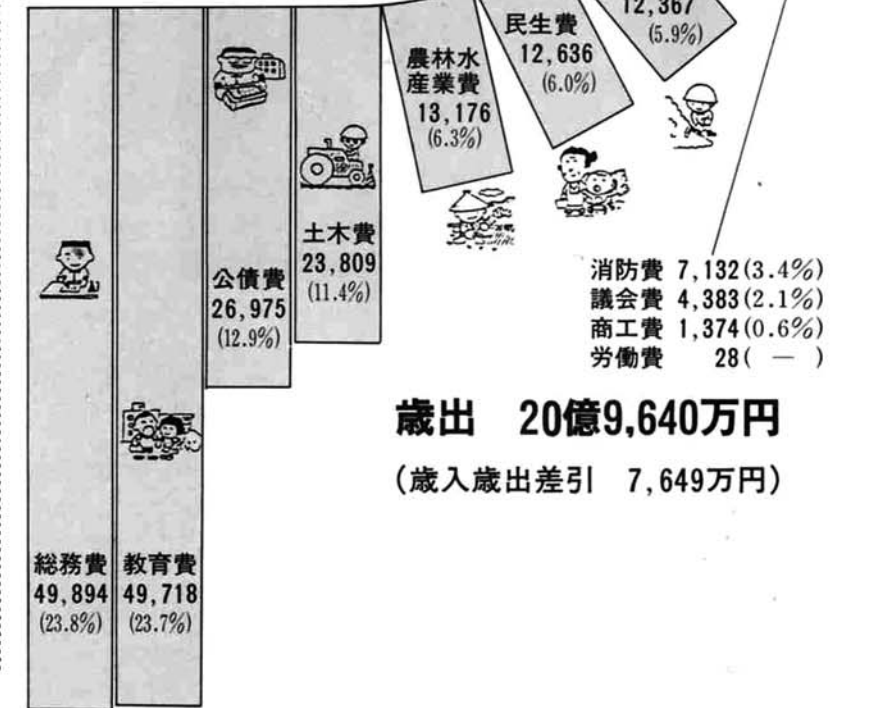 総務費
49,894
(23.8%)
教育費
49,718
(23.7%)
公債費
26,975
(12.9%)
土木費
23,809
(11.4%)
農林水
産業費
13,176
(6.3%)
民生費
12,636
(6.0%)
12,367
(5.9%)
消防費 7,132(3.4%)
議会費 4,383(2.1%)
商工費 1,374(0.6%)
労働費 28( ー )
歳出 20億9,640万円
(歳入歳出差引 7,649万円)